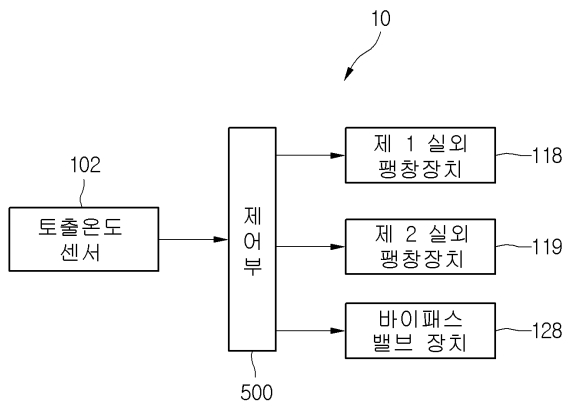 10
102
토출온도
센서
제
어
부
500
제 1 실외
팽창장치
118
제 2 실외
팽창장치
119
바이패스
밸브 장치
128